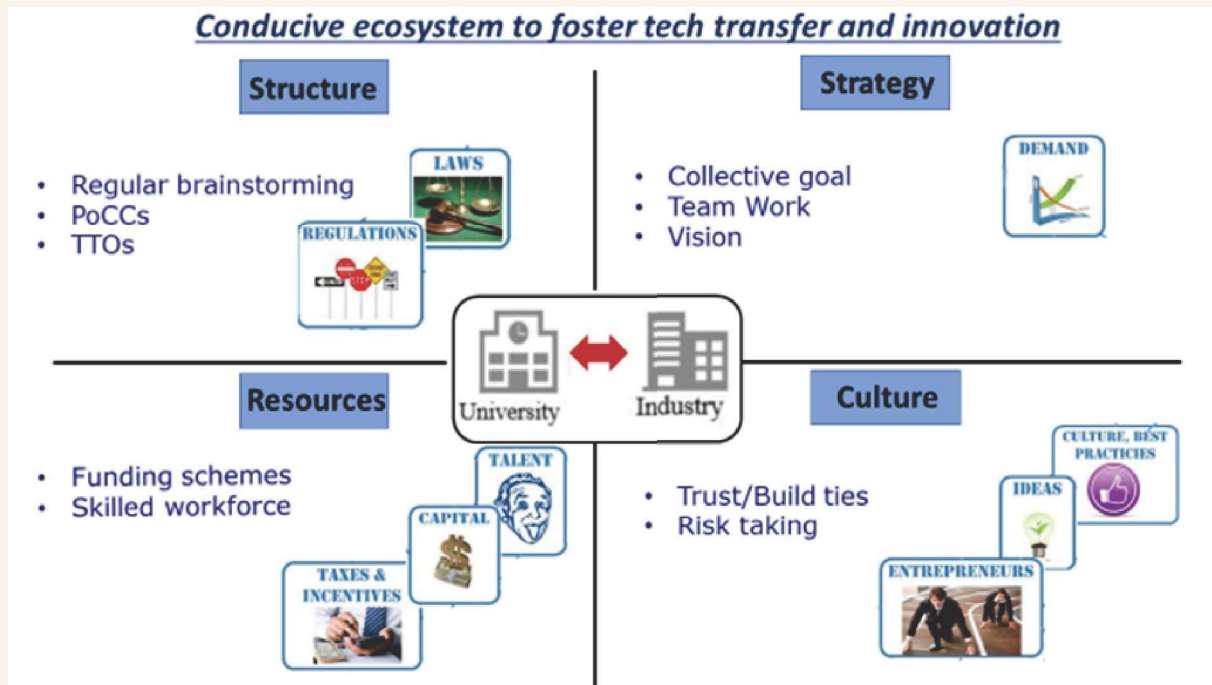 Conducive ecosystem to foster tech transfer and innovation
Structure
• Regular brainstorming
• PoCCs
• TTOs
LAWS
REGULATIONS
STOP
Strategy
• Collective goal
• Team Work
• Vision
DEMAND
University
Industry
Resources
• Funding schemes
• Skilled workforce
TALENT
CAPITAL
$
TAXES &
INCENTIVES
Culture
• Trust/Build ties
• Risk taking
CULTURE, BEST
PRACTICIES
IDEAS
ENTREPRENEURS